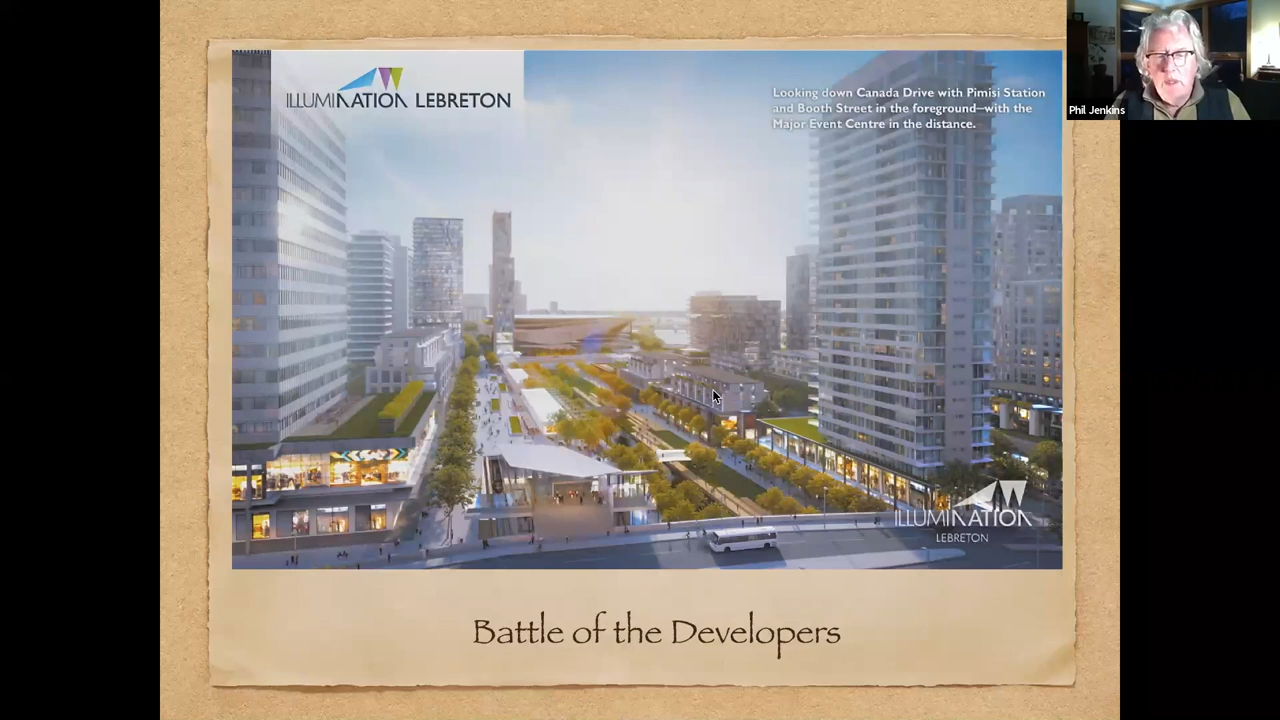 ILLUMINATION LEBRETON
Looking down Canada Drive with Pimisi Station
and Booth Street in the foreground—with the
Major Event Centre in the distance.
Phil Jenkins
ILLUMINATION
LEBRETON
Battle of the Developers